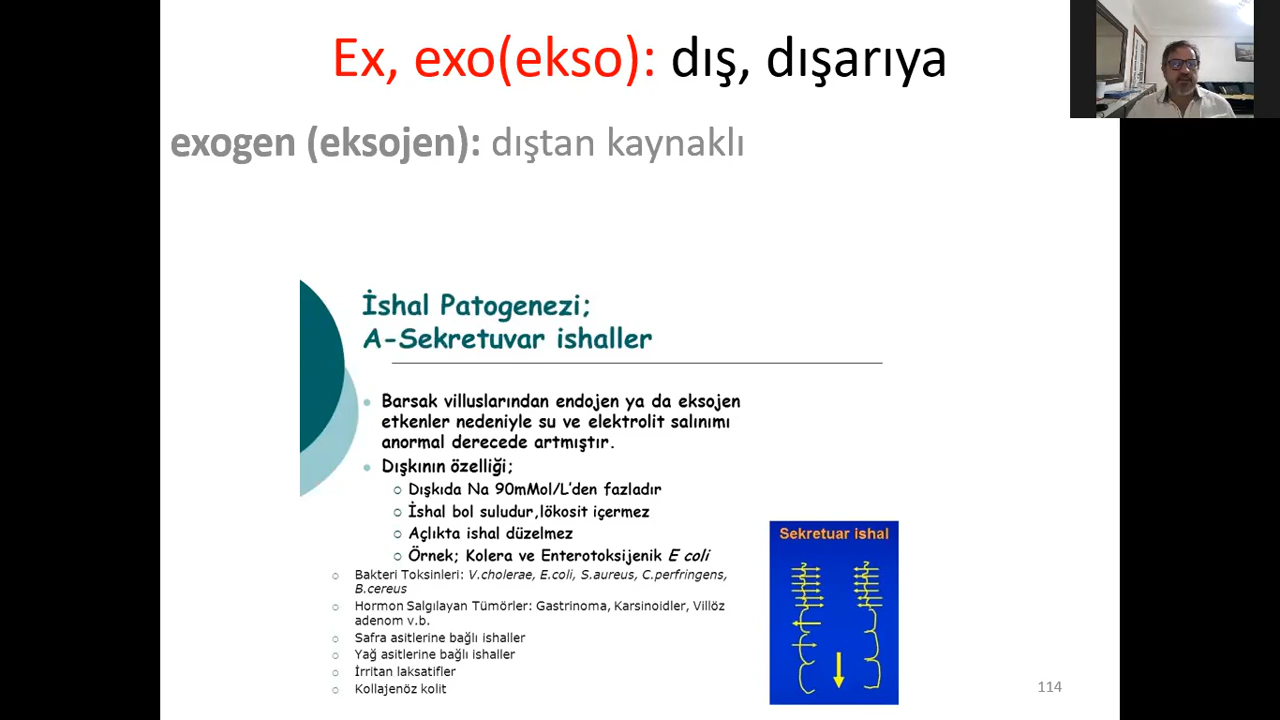 Ex, exo(ekso): dış, dışarıya
exogen (eksojen): dıştan kaynaklı
İshal Patogenezi;
A-Sekretuvar ishaller
Barsak villuslarından endojen ya da eksojen
etkenler nedeniyle su ve elektrolit salınımı
anormal derecede artmıştır.
Dışkının özelliği;
Dışkıda Na 90mMol/L'den fazladır
İshal bol suludur,lökosit içermez
Açlıkta ishal düzelmez
Örnek; Kolera ve Enterotoksijenik E coli
Bakteri Toksinleri: V.cholerae, E.coli, S.aureus, C.perfringens,
B.cereus
Hormon Salgılayan Tümörler: Gastrinoma, Karsinoidler, Villöz
adenom v.b.
Safra asitlerine bağlı ishaller
Yağ asitlerine bağlı ishaller
İrritan laksatifler
Kollajenöz kolit
Sekretuar ishal
114